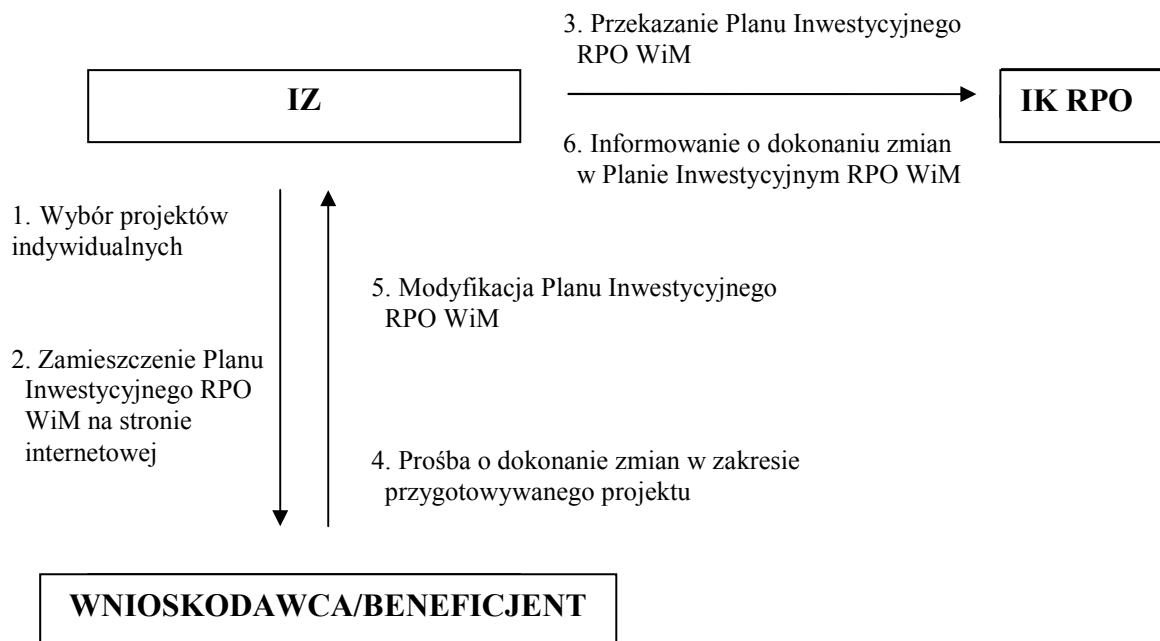 3. Przekazanie Planu Inwestycyjnego
RPO WiM
IZ
IK RPO
6. Informowanie o dokonaniu zmian
w Planie Inwestycyjnym RPO WiM
1. Wybór projektów
indywidualnych
5. Modyfikacja Planu Inwestycyjnego
RPO WiM
2. Zamieszczenie Planu
Inwestycyjnego RPO
WiM na stronie
internetowej
4. Prośba o dokonanie zmian w zakresie
przygotowywanego projektu
WNIOSKODAWCA/BENEFICJENT